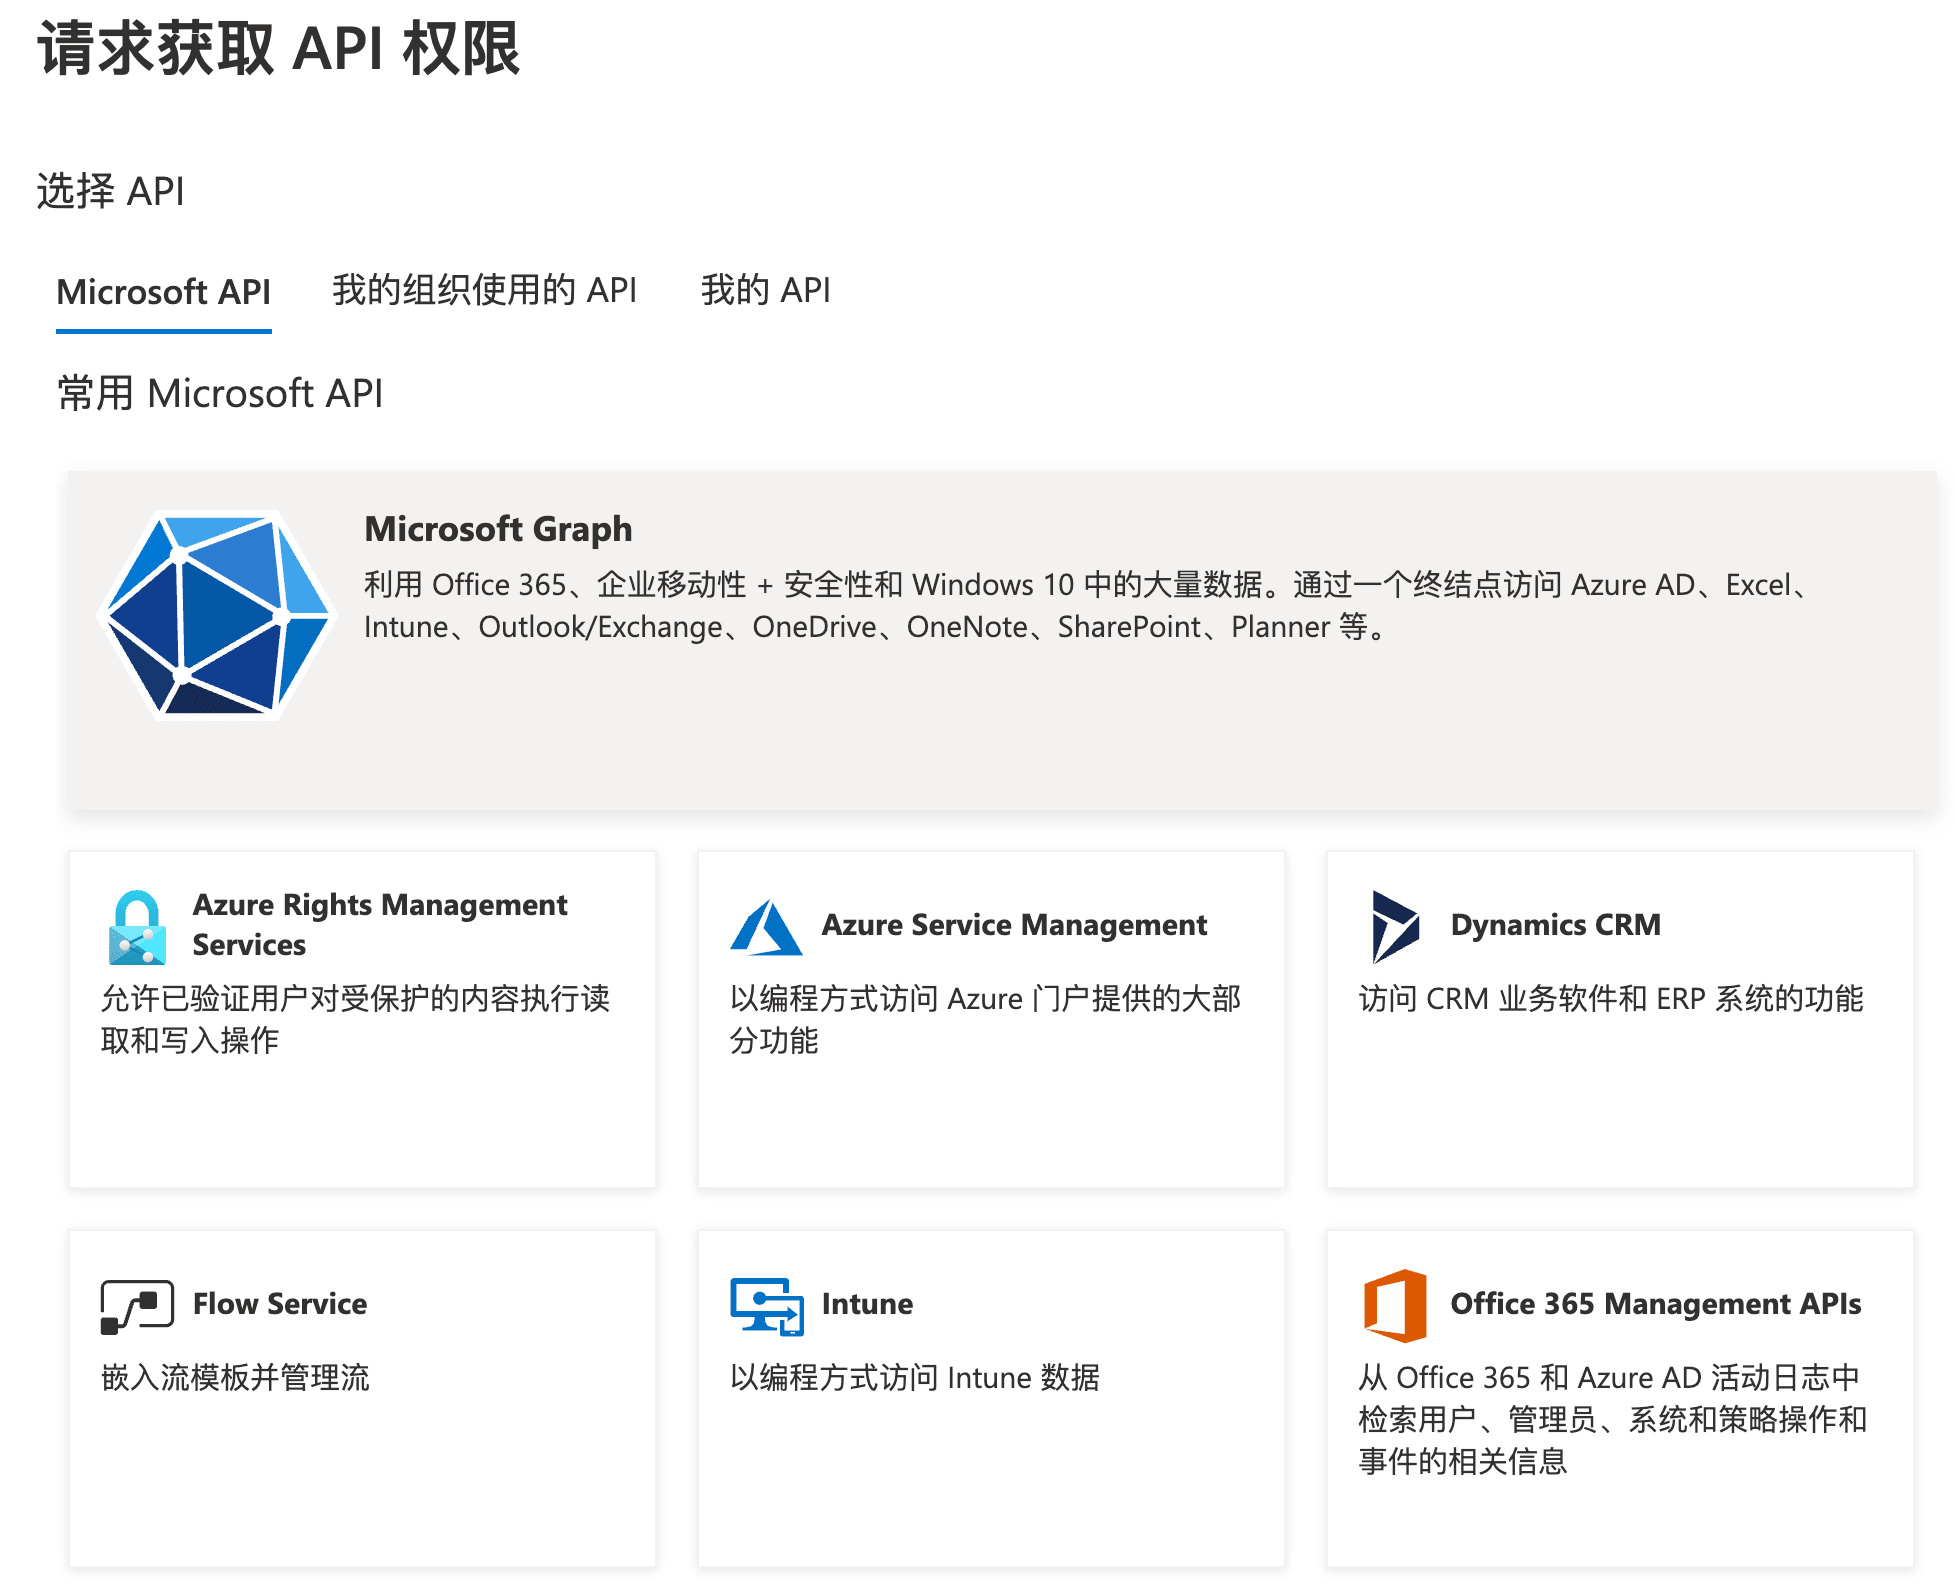 请求获取 API 权限
选择 API
Microsoft API
我的组织使用的 API
我的 API
常用 Microsoft API
Microsoft Graph
利用 Office 365、企业移动性 + 安全性和 Windows 10 中的大量数据。通过一个终结点访问 Azure AD、Excel、
Intune、Outlook/Exchange、OneDrive、OneNote、SharePoint、Planner 等。
Azure Rights Management
Services
允许已验证用户对受保护的内容执行读
取和写入操作
Azure Service Management
以编程方式访问 Azure 门户提供的大部
分功能
Dynamics CRM
访问 CRM 业务软件和 ERP 系统的功能
Flow Service
嵌入流模板并管理流
Intune
以编程方式访问 Intune 数据
Office 365 Management APIs
从 Office 365 和 Azure AD 活动日志中
检索用户、管理员、系统和策略操作和
事件的相关信息